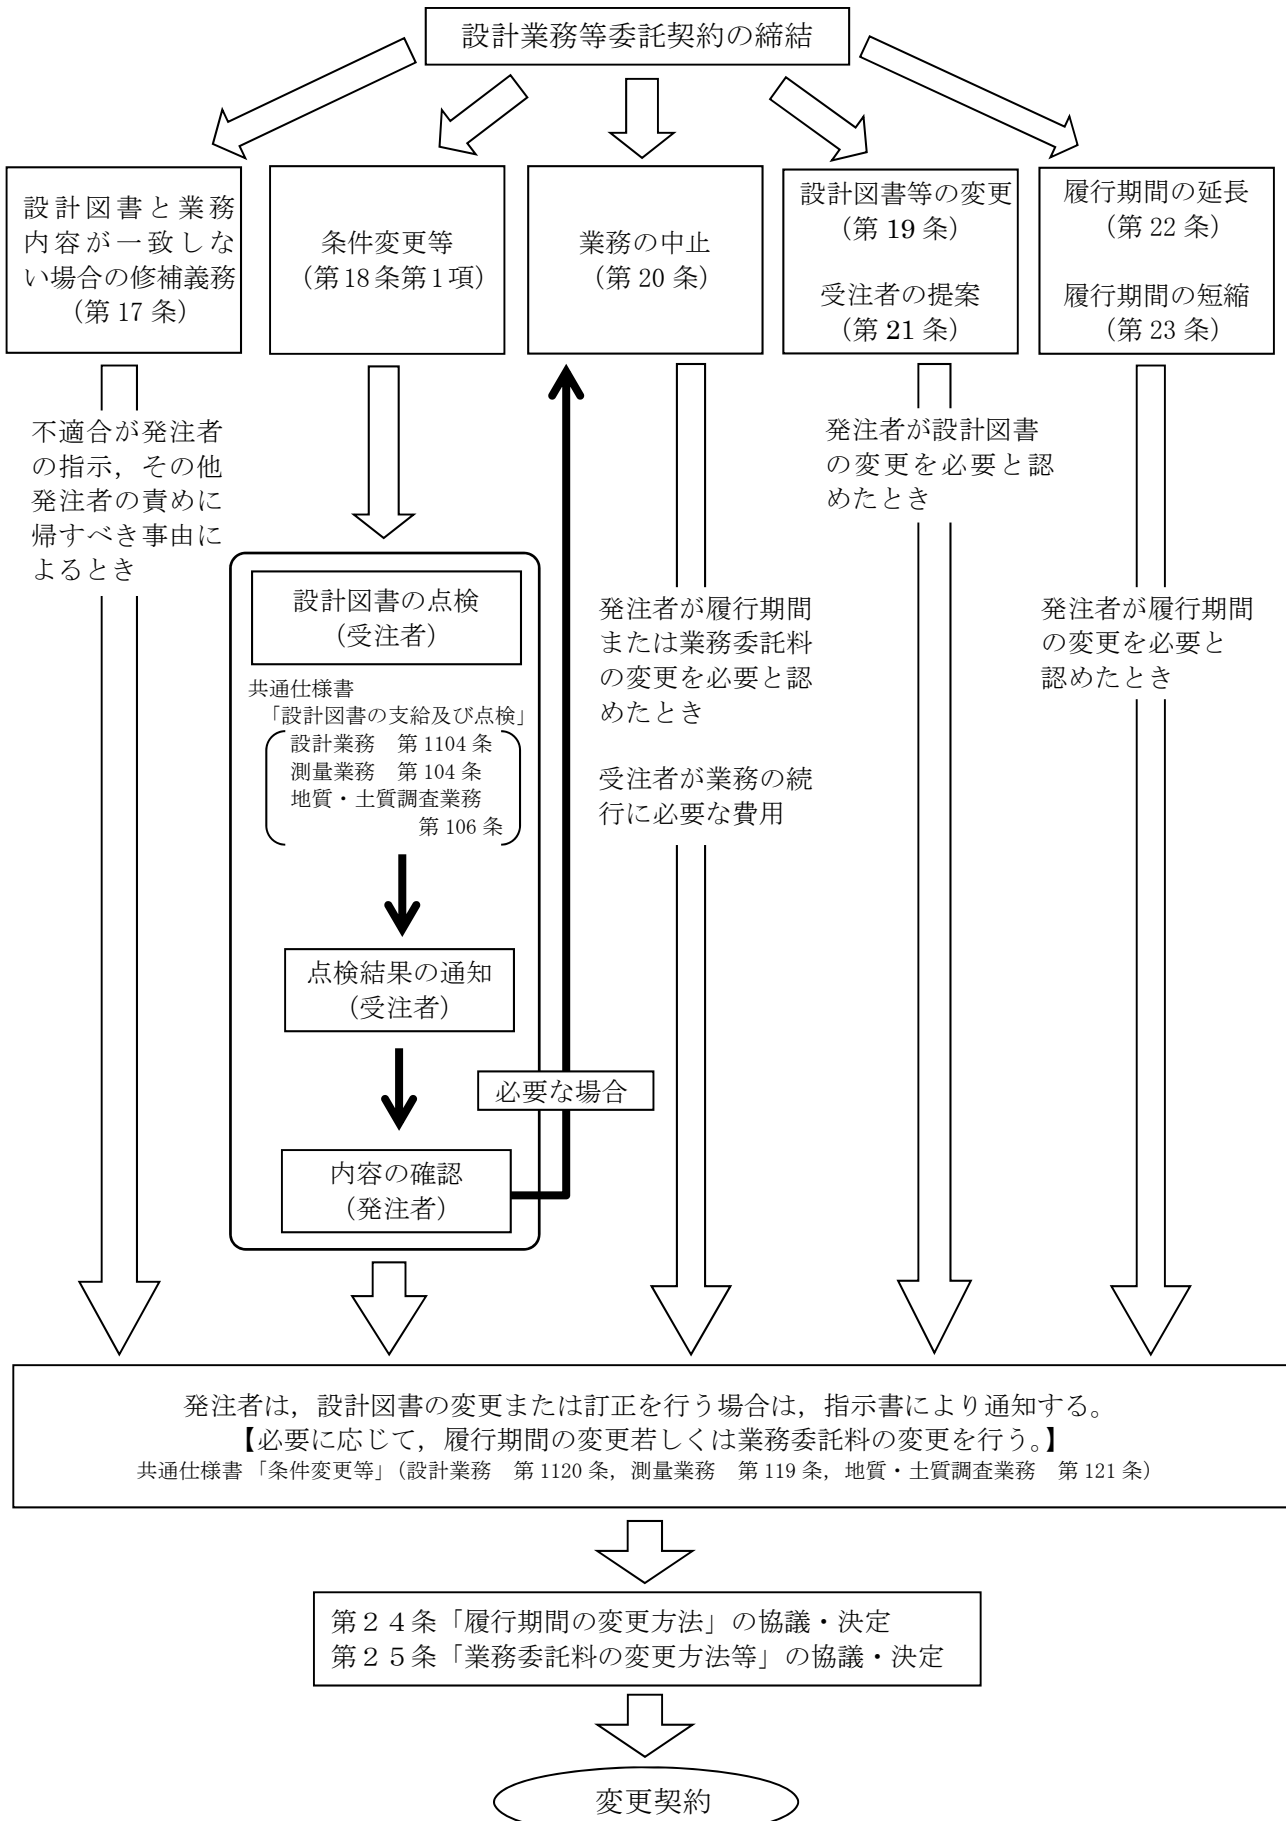 設計業務等委託契約の締結
設計図書と業務
内容が一致しな
い場合の修補義務
(第 17 条)
条件変更等
(第18条第1項)
業務の中止
(第 20 条)
設計図書等の変更
(第 19 条)
受注者の提案
(第 21 条)
履行期間の延長
(第 22 条)
履行期間の短縮
(第 23 条)
不適合が発注者
の指示，その他
発注者の責めに
帰すべき事由に
よるとき
設計図書の点検
(受注者)
共通仕様書
「設計図書の支給及び点検」
設計業務　第 1104 条
測量業務　第 104 条
地質・土質調査業務
第 106 条
点検結果の通知
(受注者)
必要な場合
内容の確認
(発注者)
発注者が履行期間
または業務委託料
の変更を必要と認
めたとき
受注者が業務の続
行に必要な費用
発注者が設計図書
の変更を必要と認
めたとき
発注者が履行期間
の変更を必要と
認めたとき
発注者は，設計図書の変更または訂正を行う場合は，指示書により通知する。
【必要に応じて，履行期間の変更若しくは業務委託料の変更を行う。】
共通仕様書「条件変更等」（設計業務　第 1120 条，測量業務　第 119 条，地質・土質調査業務　第 121 条）
第２４条「履行期間の変更方法」の協議・決定
第２５条「業務委託料の変更方法等」の協議・決定
変更契約